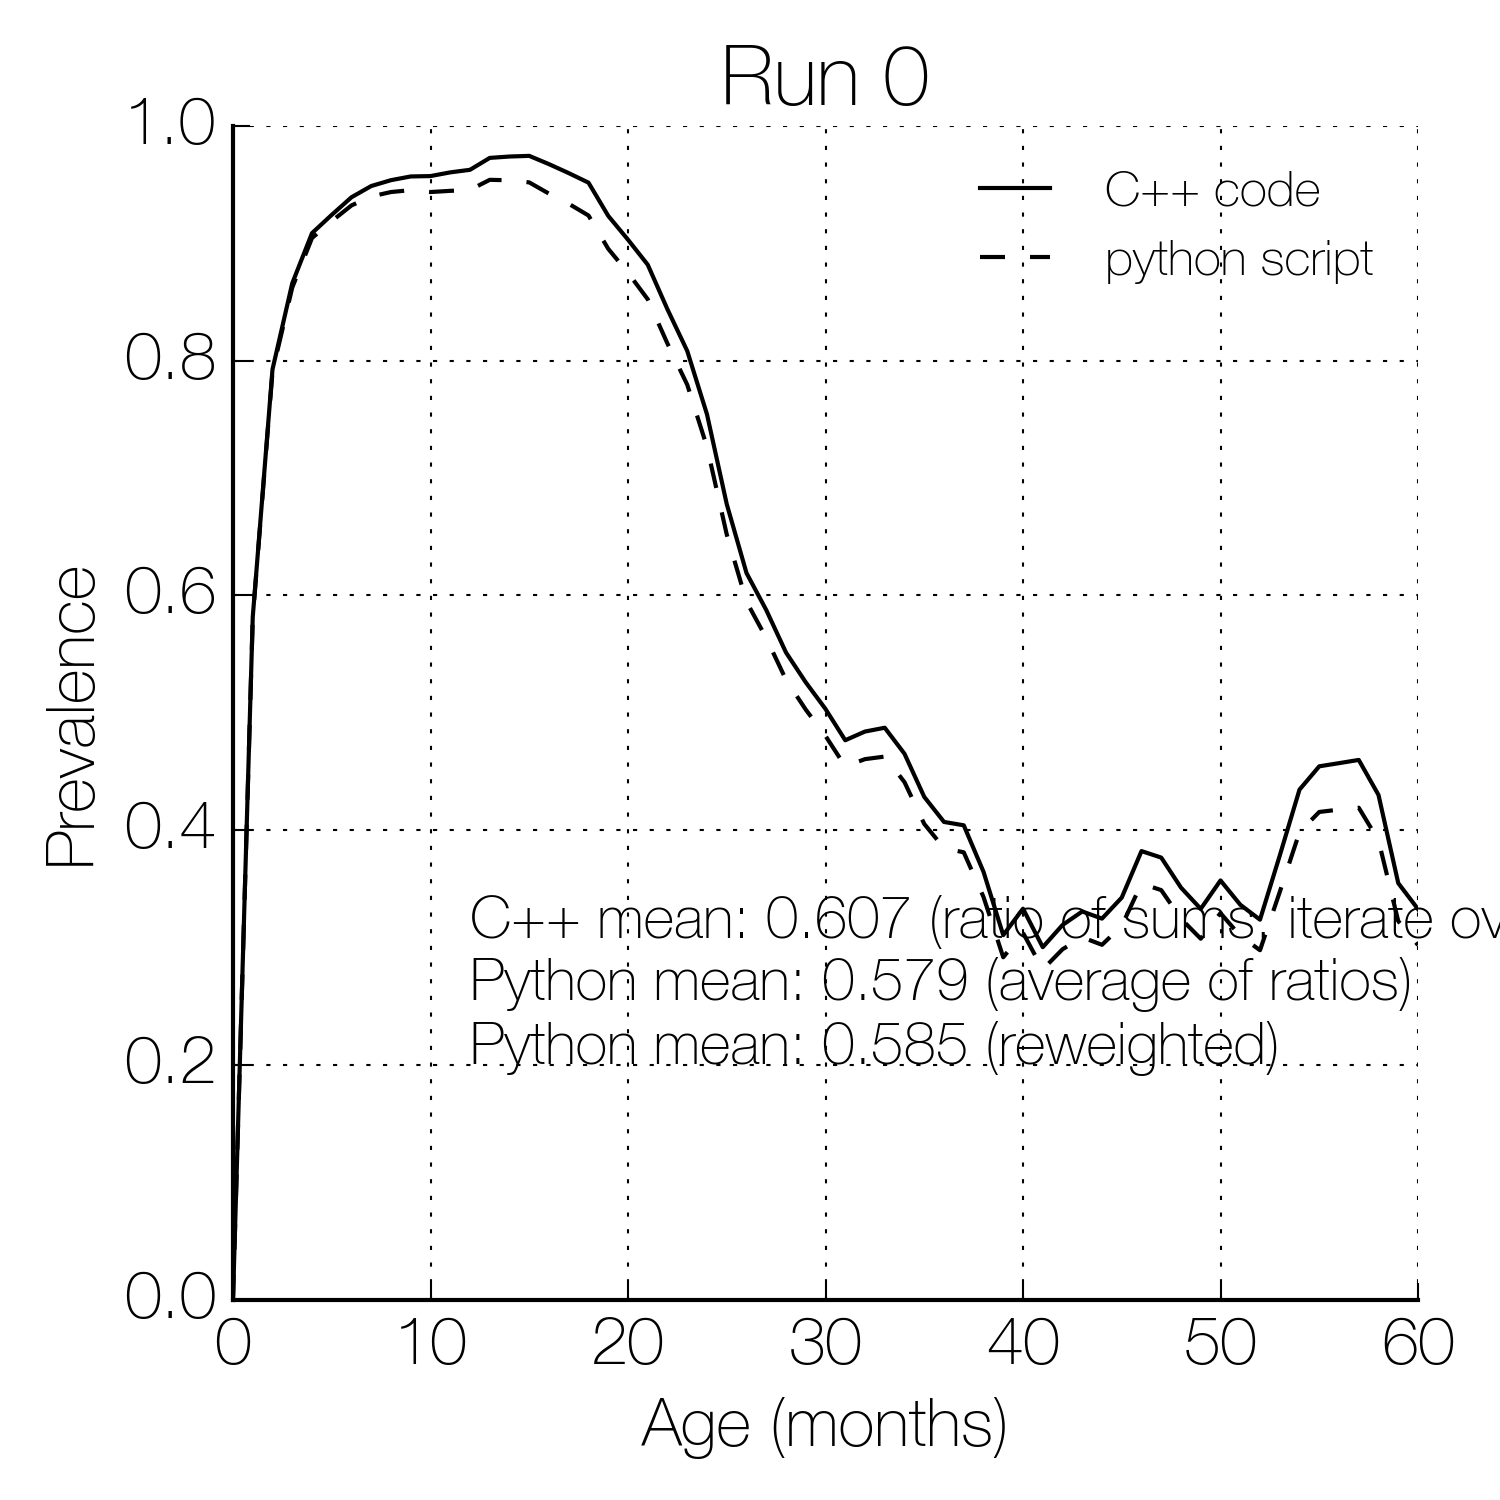 Run 0
1.0
0.8
0.6
0.4
0.2
0.0
Prevalence
C++ code
python script
C++ mean: 0.607 (ratio of sums, iterate
Python mean: 0.579 (average of ratios)
Python mean: 0.585 (reweighted)
0 10 20 30 40 50 60
Age (months)